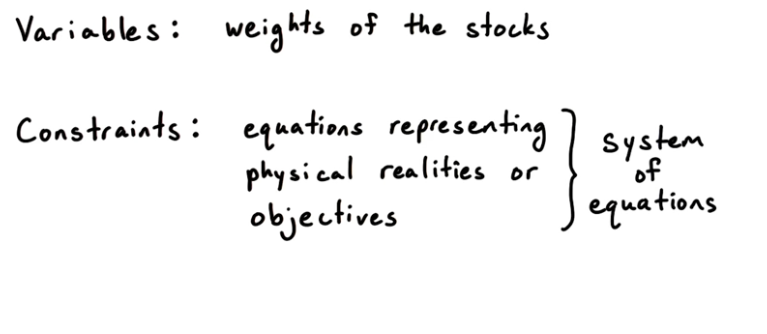 Variables: weights of the stocks
Constraints: equations representing
physical realities or
objectives
system
of
equations